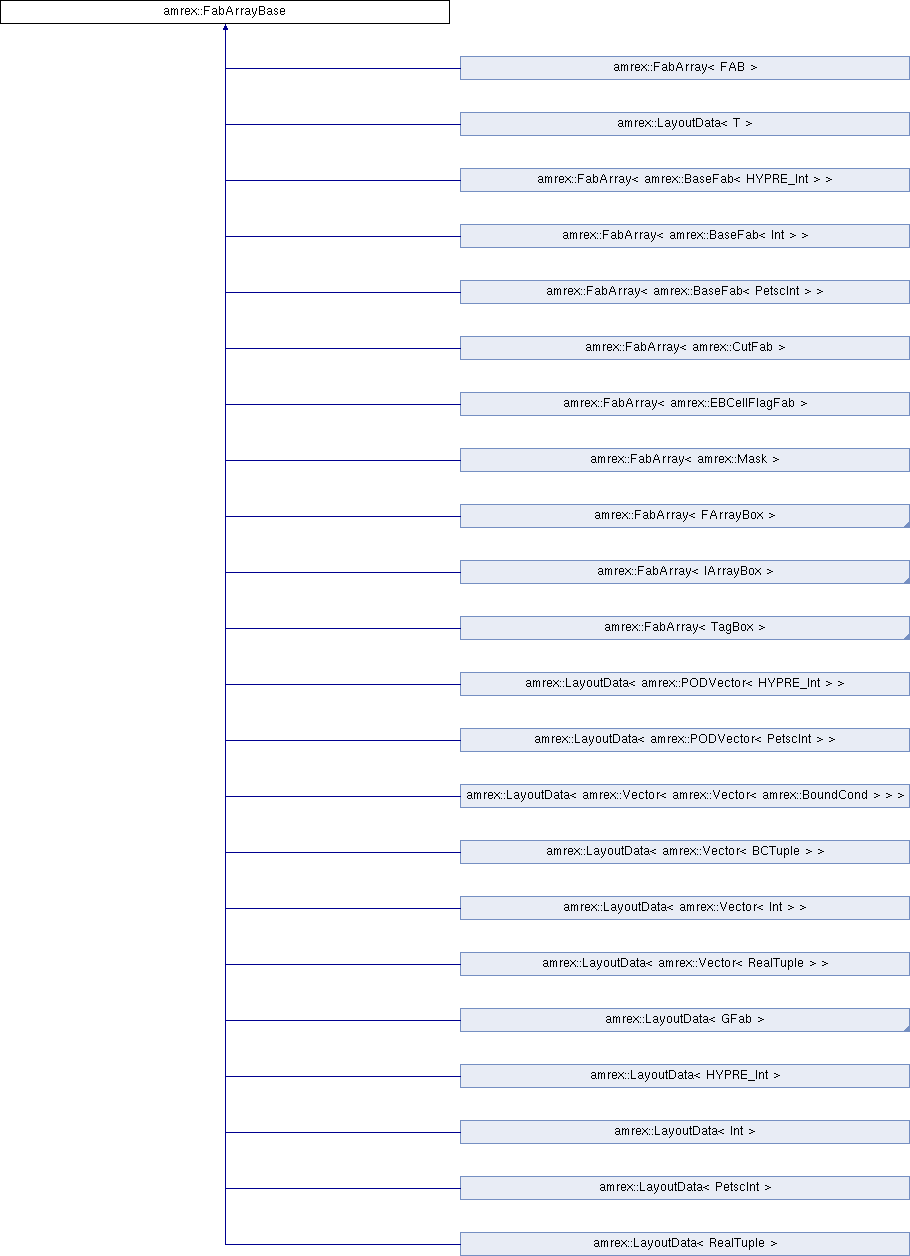 amrex::FabArrayBase
amrex::FabArray< FAB >
amrex::LayoutData< T >
amrex::FabArray< amrex::BaseFab< HYPRE_Int > >
amrex::FabArray< amrex::BaseFab< Int > >
amrex::FabArray< amrex::BaseFab< PetscInt > >
amrex::FabArray< amrex::CutFab >
amrex::FabArray< amrex::EBCellFlagFab >
amrex::FabArray< amrex::Mask >
amrex::FabArray< FArrayBox >
amrex::FabArray< IArrayBox >
amrex::FabArray< TagBox >
amrex::LayoutData< amrex::PODVector< HYPRE_Int > >
amrex::LayoutData< amrex::PODVector< PetscInt > >
amrex::LayoutData< amrex::Vector< amrex::Vector< amrex::BoundCond > > >
amrex::LayoutData< amrex::Vector< BCTuple > >
amrex::LayoutData< amrex::Vector< Int > >
amrex::LayoutData< amrex::Vector< RealTuple > >
amrex::LayoutData< GFab >
amrex::LayoutData< HYPRE_Int >
amrex::LayoutData< Int >
amrex::LayoutData< PetscInt >
amrex::LayoutData< RealTuple >